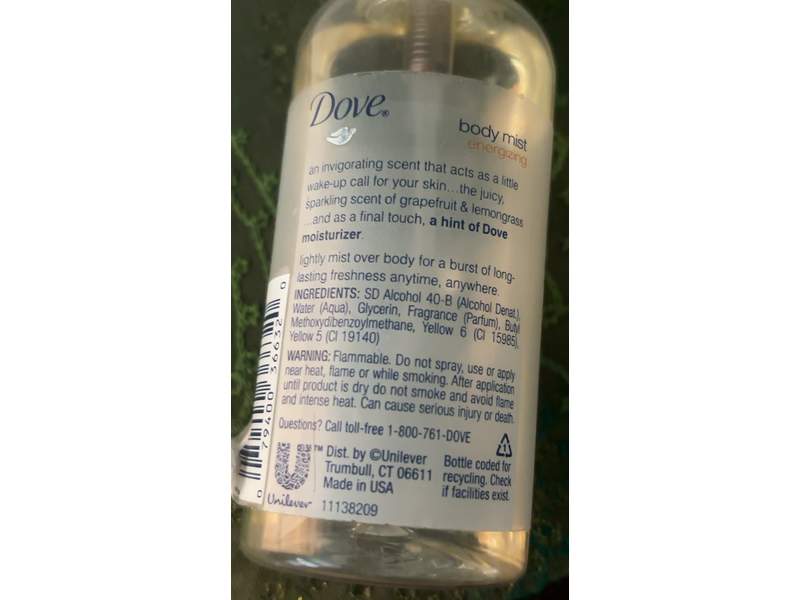 Dove®
body mist
energizing
an invigorating scent that acts as a little
wake-up call for your skin...the juicy,
sparkling scent of grapefruit & lemongrass
...and as a final touch, a hint of Dove
moisturizer.
lightly mist over body for a burst of long-
lasting freshness anytime, anywhere.
INGREDIENTS: SD Alcohol 40-B (Alcohol Denat.),
Water (Aqua), Glycerin, Fragrance (Parfum), Butyl
Methoxydibenzoylmethane, Yellow 6 (CI 15985),
Yellow 5 (CI 19140)
WARNING: Flammable. Do not spray, use or apply
near heat, flame or while smoking. After application
until product is dry do not smoke and avoid flame
and intense heat. Can cause serious injury or death.
Questions? Call toll-free 1-800-761-DOVE
Dist. by ©Unilever
Trumbull, CT 06611
Made in USA
Unilever™ 11138209
1
Bottle coded for
recycling. Check
if facilities exist.
0 79400 36632 0